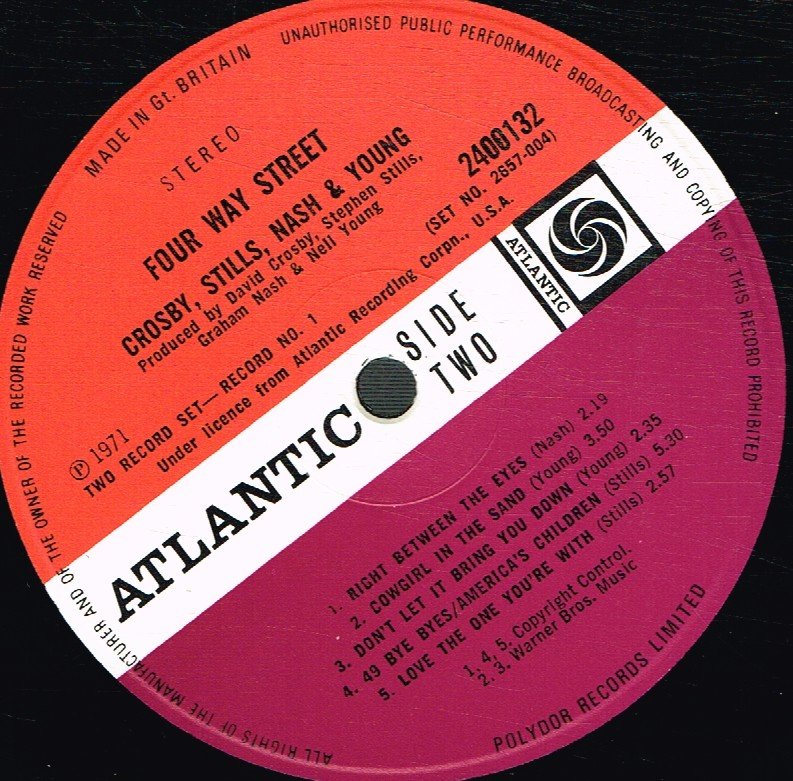 MADE IN Gt. BRITAIN
UNAUTHORISED PUBLIC PERFORMANCE BROADCASTING AND COPYING OF THIS RECORD PROHIBITED
ALL RIGHTS OF THE MANUFACTURER AND OF THE OWNER OF THE RECORDED WORK RESERVED
STEREO
FOUR WAY STREET
CROSBY, STILLS, NASH & YOUNG
Produced by David Crosby, Stephen Stills,
Graham Nash & Neil Young
2400132
(SET NO. 2657-004)
℗ 1971
TWO RECORD SET— RECORD NO. 1
Under licence from Atlantic Recording Corpn., U.S.A.
ATLANTIC
SIDE
TWO
ATLANTIC
1. RIGHT BETWEEN THE EYES (Nash) 2.19
2. COWGIRL IN THE SAND (Young) 3.50
3. DON'T LET IT BRING YOU DOWN (Young) 2.35
4. 49 BYE BYES/AMERICA'S CHILDREN (Stills) 5.30
5. LOVE THE ONE YOU'RE WITH (Stills) 2.57
1, 4, 5. Copyright Control.
2. 3. Warner Bros. Music
POLYDOR RECORDS LIMITED